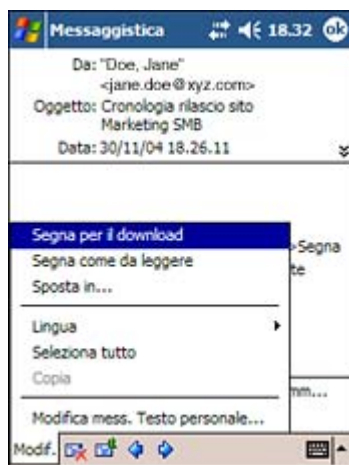 Messaggistica 18.32 ok
Da: "Doe, Jane"
<jane.doe@xyz.com>
Oggetto: Cronologia rilascio sito
Marketing SMB
Data: 30/11/04 18.26.11
Segna per il download
>Segna
Segna come da leggere
te
Sposta in...
Lingua
Seleziona tutto
Copia
mm...
Modifica mess. Testo personale...
Modif.